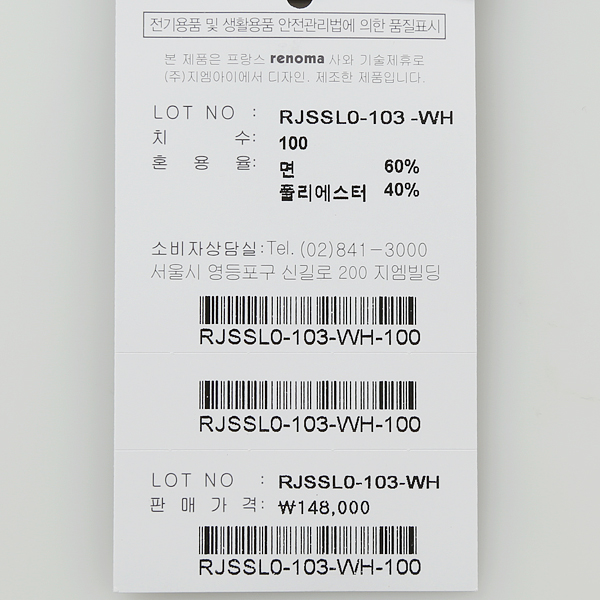 전기용품 및 생활용품 안전관리법에 의한 품질표시
본 제품은 프랑스 renoma 사와 기술제휴로
(주)지엠아이에서 디자인, 제조한 제품입니다.
LOT NO : RJSSL0-103 -WH
치 수: 100
혼 용 율: 면 60%
폴리에스터 40%
소비자상담실:Tel. (02)841-3000
서울시 영등포구 신길로 200 지엠빌딩
RJSSL0-103-WH-100
RJSSL0-103-WH-100
LOT NO : RJSSL0-103-WH
판 매 가 격: ₩148,000
RJSSL0-103-WH-100